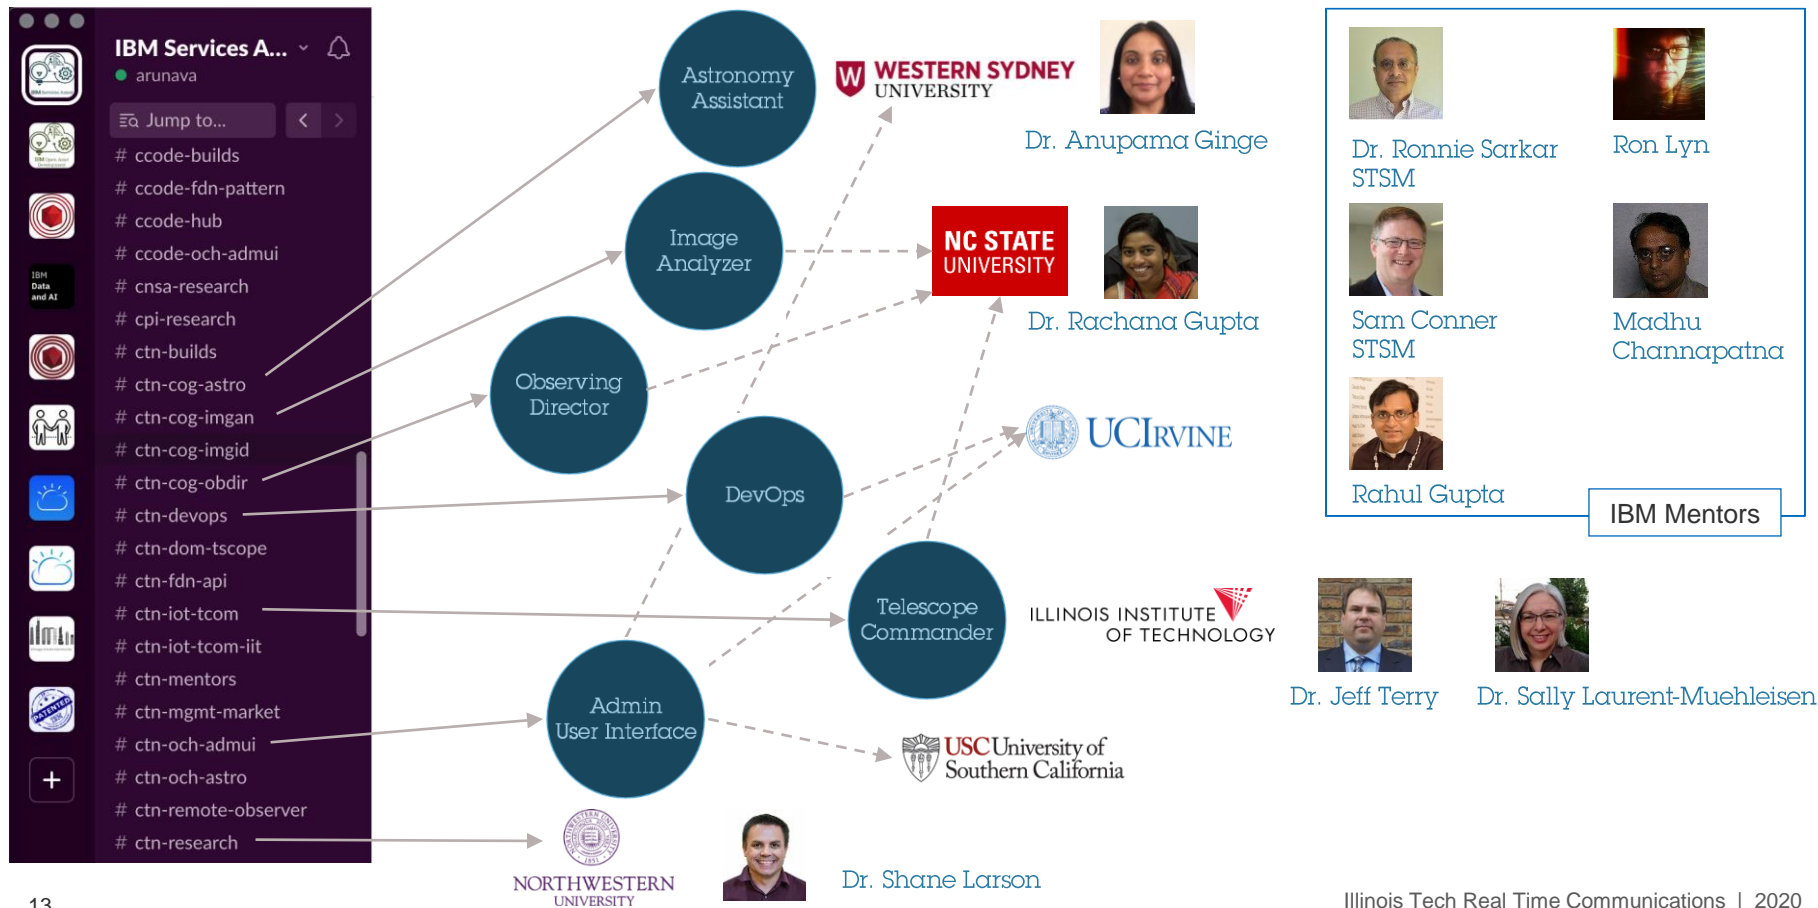 IBM Services A...
arunava
Jump to...
# ccode-builds
# ccode-fdn-pattern
# ccode-hub
# ccode-och-admui
# cnsa-research
# cpi-research
# ctn-builds
# ctn-cog-astro
# ctn-cog-imgan
# ctn-cog-imgid
# ctn-cog-obdir
# ctn-devops
# ctn-dom-tscope
# ctn-fdn-api
# ctn-iot-tcom
# ctn-iot-tcom-iit
# ctn-mentors
# ctn-mgmt-market
# ctn-och-admui
# ctn-och-astro
# ctn-remote-observer
# ctn-research
IBM
Data
and AI
PATENTED
Astronomy
Assistant
Image
Analyzer
Observing
Director
DevOps
Telescope
Commander
Admin
User Interface
W WESTERN SYDNEY
UNIVERSITY
Dr. Anupama Ginge
NC STATE
UNIVERSITY
Dr. Rachana Gupta
UCIRVINE
ILLINOIS INSTITUTE
OF TECHNOLOGY
Dr. Jeff Terry
Dr. Sally Laurent-Muehleisen
USC University of
Southern California
1851
NORTHWESTERN
UNIVERSITY
Dr. Shane Larson
Dr. Ronnie Sarkar
STSM
Ron Lyn
Sam Conner
STSM
Madhu
Channapatna
Rahul Gupta
IBM Mentors
13
Illinois Tech Real Time Communications | 2020